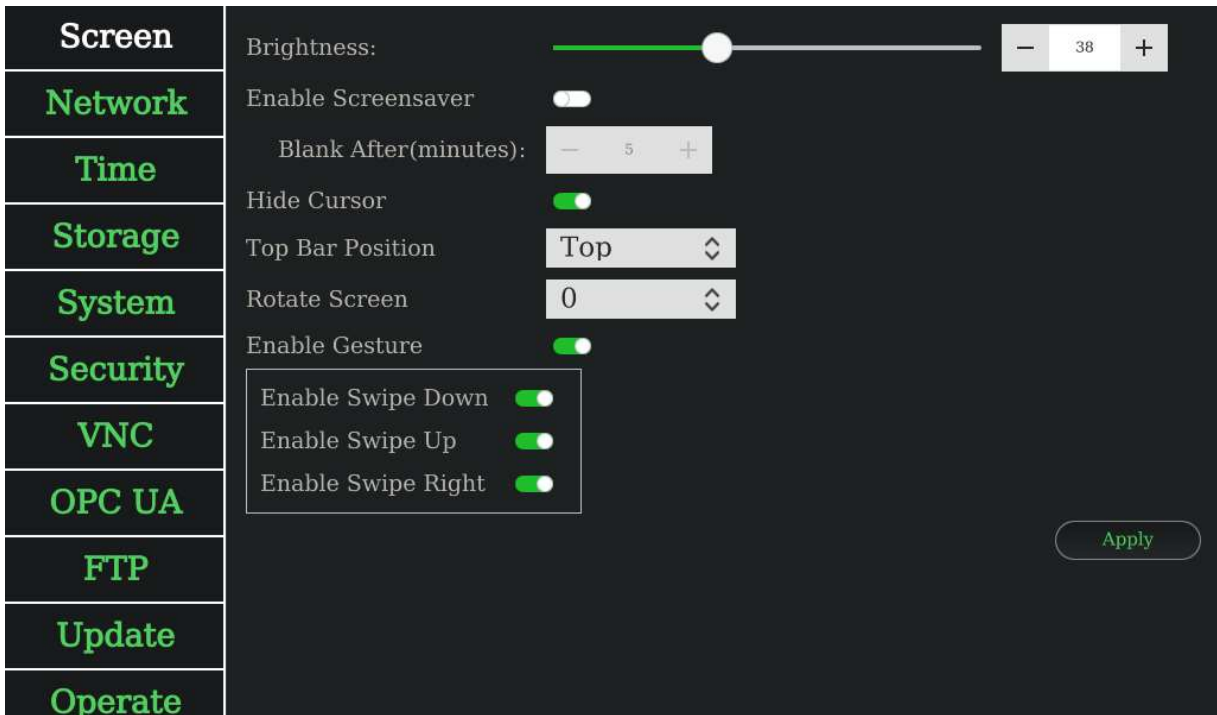 Screen
Network
Time
Storage
System
Security
VNC
OPC UA
FTP
Update
Operate
Brightness:
− 38 +
Enable Screensaver
Blank After(minutes):
− 5 +
Hide Cursor
Top Bar Position
Top
Rotate Screen
0
Enable Gesture
Enable Swipe Down
Enable Swipe Up
Enable Swipe Right
Apply